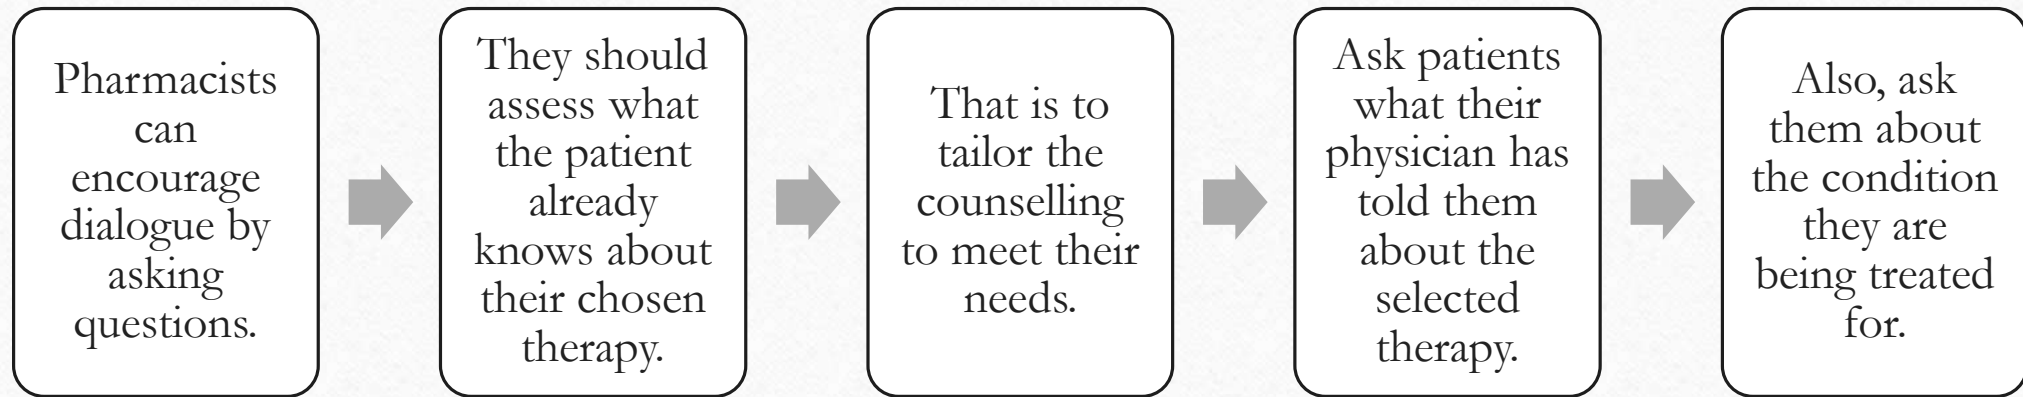 Pharmacists
can
encourage
dialogue by
asking
questions.
They should
assess what
the patient
already
knows about
their chosen
therapy.
That is to
tailor the
counselling
to meet their
needs.
Ask patients
what their
physician has
told them
about the
selected
therapy.
Also, ask
them about
the condition
they are
being treated
for.